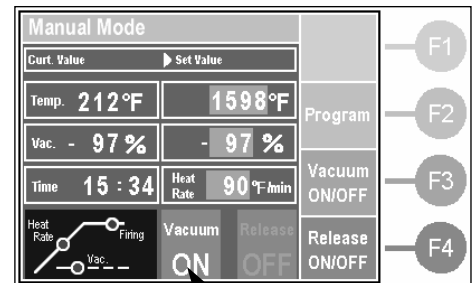 Manual Mode
Curt. Value
Set Value
Temp. 212°F
1598°F
Vac. - 97 %
- 97 %
Time 15 : 34
Heat Rate 90 °F/min
Heat Rate
Firing
Vac.
Vacuum
ON
Release
OFF
Program
Vacuum
ON/OFF
Release
ON/OFF
F1
F2
F3
F4